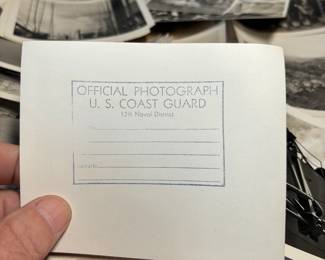 OFFICIAL PHOTOGRAPH
U. S. COAST GUARD
12th Naval District